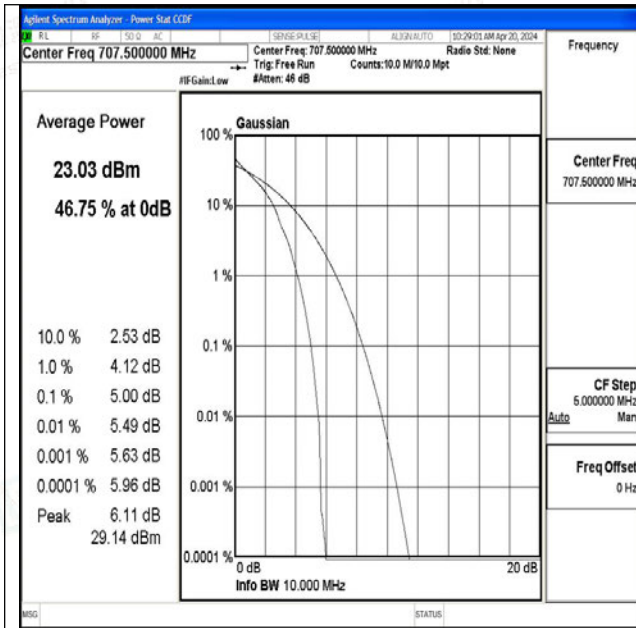 Agilent Spectrum Analyzer - Power Stat CCDF
RL RF 50 Ω AC SENSE:PULSE ALIGNAUTO 10:29:01 AM Apr 20, 2024
Center Freq 707.500000 MHz
Center Freq: 707.500000 MHz Radio Std: None
Trig: Free Run Counts:10.0 M/10.0 Mpt
#IFGain:Low #Atten: 46 dB
Frequency
Average Power
23.03 dBm
46.75 % at 0dB
10.0 % 2.53 dB
1.0 % 4.12 dB
0.1 % 5.00 dB
0.01 % 5.49 dB
0.001 % 5.63 dB
0.0001 % 5.96 dB
Peak 6.11 dB
29.14 dBm
Gaussian
100 %
10 %
1 %
0.1 %
0.01 %
0.001 %
0.0001 %
0 dB 20 dB
Info BW 10.000 MHz
Center Freq
707.500000 MHz
CF Step
5.000000 MHz
Auto Man
Freq Offset
0 Hz
MSG STATUS